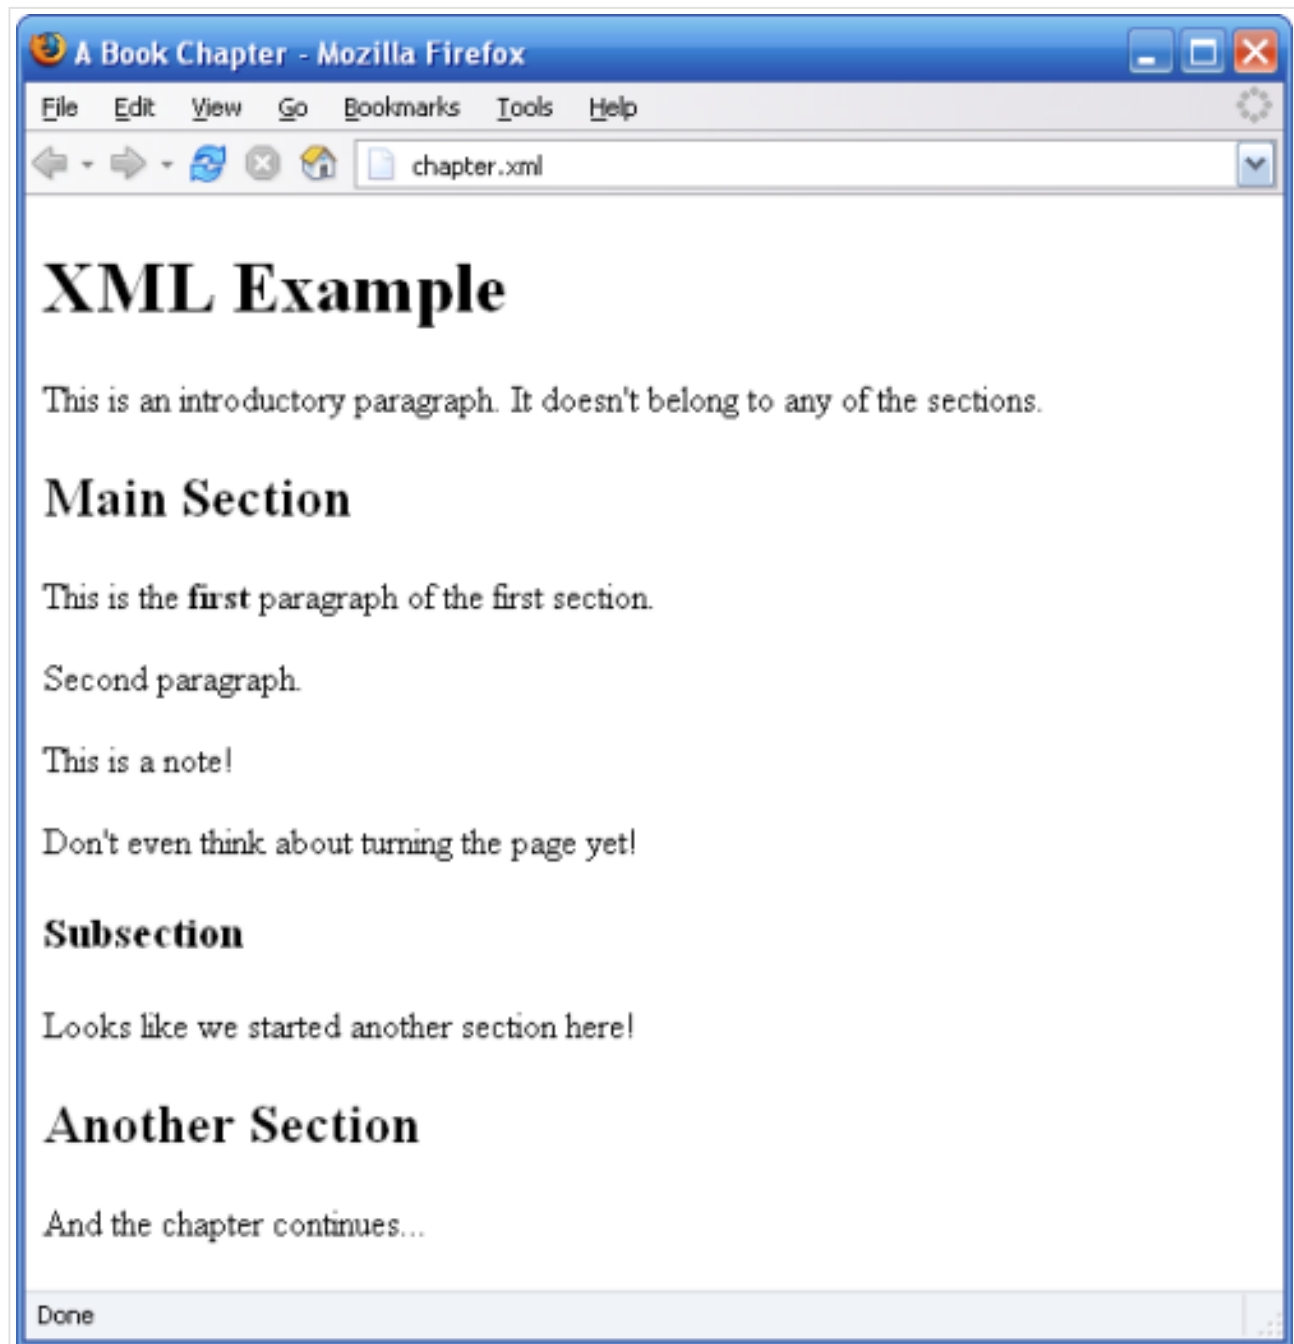 A Book Chapter - Mozilla Firefox
File Edit View Go Bookmarks Tools Help
chapter.xml
XML Example
This is an introductory paragraph. It doesn't belong to any of the sections.
Main Section
This is the first paragraph of the first section.
Second paragraph.
This is a note!
Don't even think about turning the page yet!
Subsection
Looks like we started another section here!
Another Section
And the chapter continues...
Done